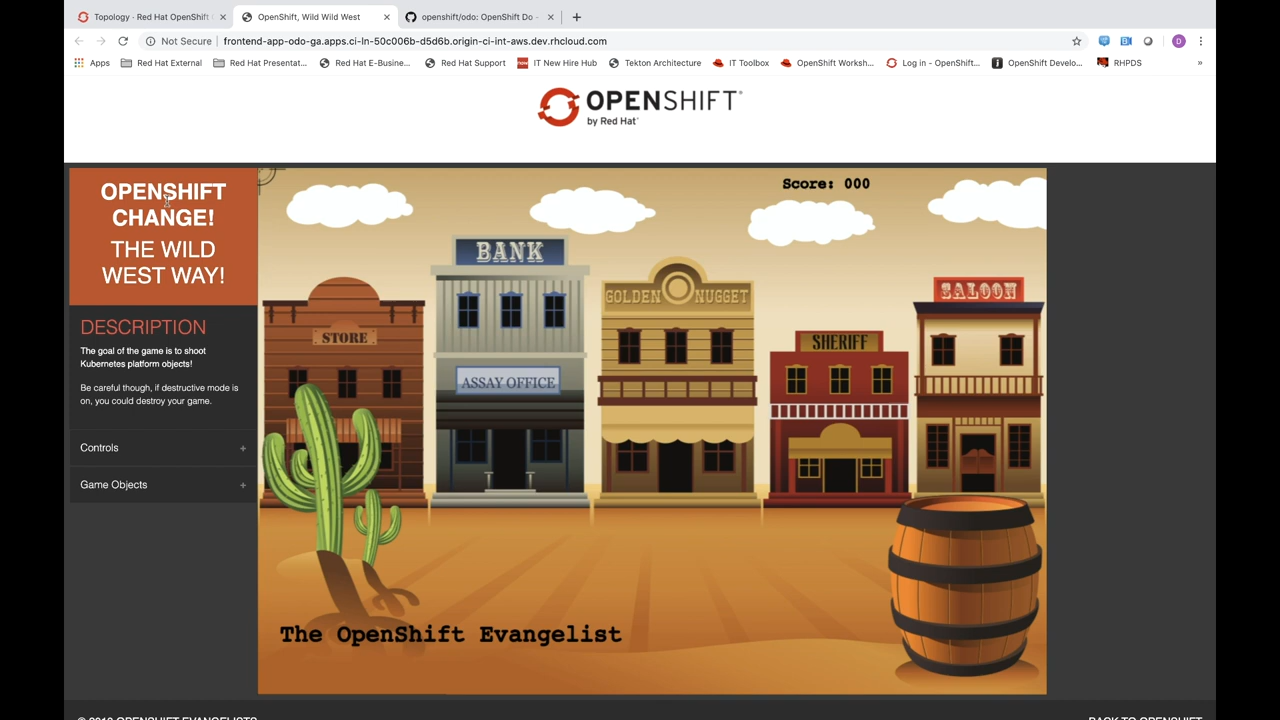 Topology - Red Hat OpenShift
OpenShift, Wild Wild West
openshift/odo: OpenShift Do -
Not Secure
frontend-app-odo-ga.apps.ci-ln-50c006b-d5d6b.origin-ci-int-aws.dev.rhcloud.com
D
Apps
Red Hat External
Red Hat Presentat...
Red Hat E-Busine...
Red Hat Support
IT New Hire Hub
Tekton Architecture
IT Toolbox
OpenShift Worksh...
Log in - OpenShift...
OpenShift Develo...
RHPDS
»
OPENSHIFT
by Red Hat
OPENSHIFT
CHANGE!
THE WILD
WEST WAY!
DESCRIPTION
The goal of the game is to shoot
Kubernetes platform objects!
Be careful though, if destructive mode is
on, you could destroy your game.
Controls +
Game Objects +
Score: 000
STORE
BANK
ASSAY OFFICE
GOLDEN NUGGET
SHERIFF
SALOON
The OpenShift Evangelist
OPENSHIFT EVANGELISTS
BACK TO OPENSHIFT